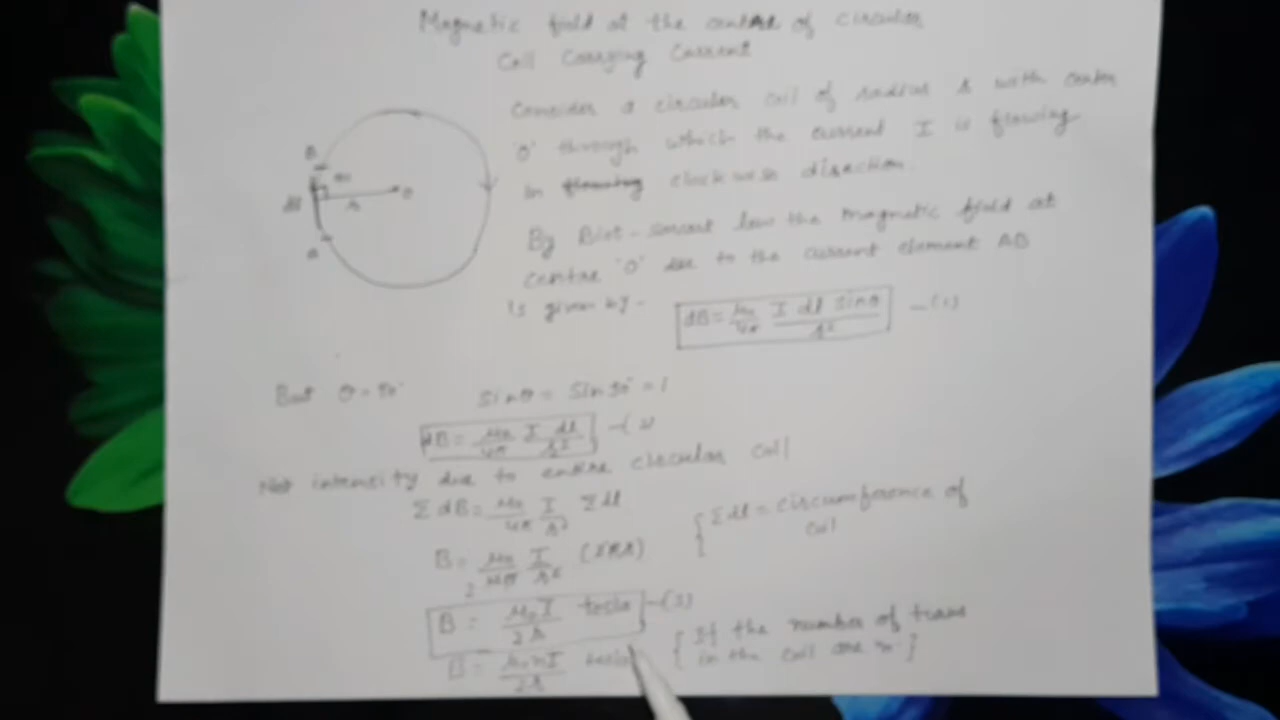 Magnetic field at the centre of circular
Coil Carrying Current
Consider a circular coil of radius r with center
'O' through which the current I is flowing
in clockwise direction.
B
90
dl
r
O
A
By Biot-Savart law the magnetic field at
centre 'O' due to the current element AB
is given by -
dB = μ₀/4π I dl sinθ/r² —(1)
But θ = 90° sinθ = sin90° = 1
dB = μ₀/4π I dl/r² —(2)
Net intensity due to entire circular coil
Σ dB = μ₀/4π I/r² Σdl
{Σdl = circumference of
coil
B = μ₀/4π I/r² (2πr)
2
B = μ₀I/2r tesla —(3)
B = μ₀nI/2r tesla
{If the number of turns
in the coil are n}